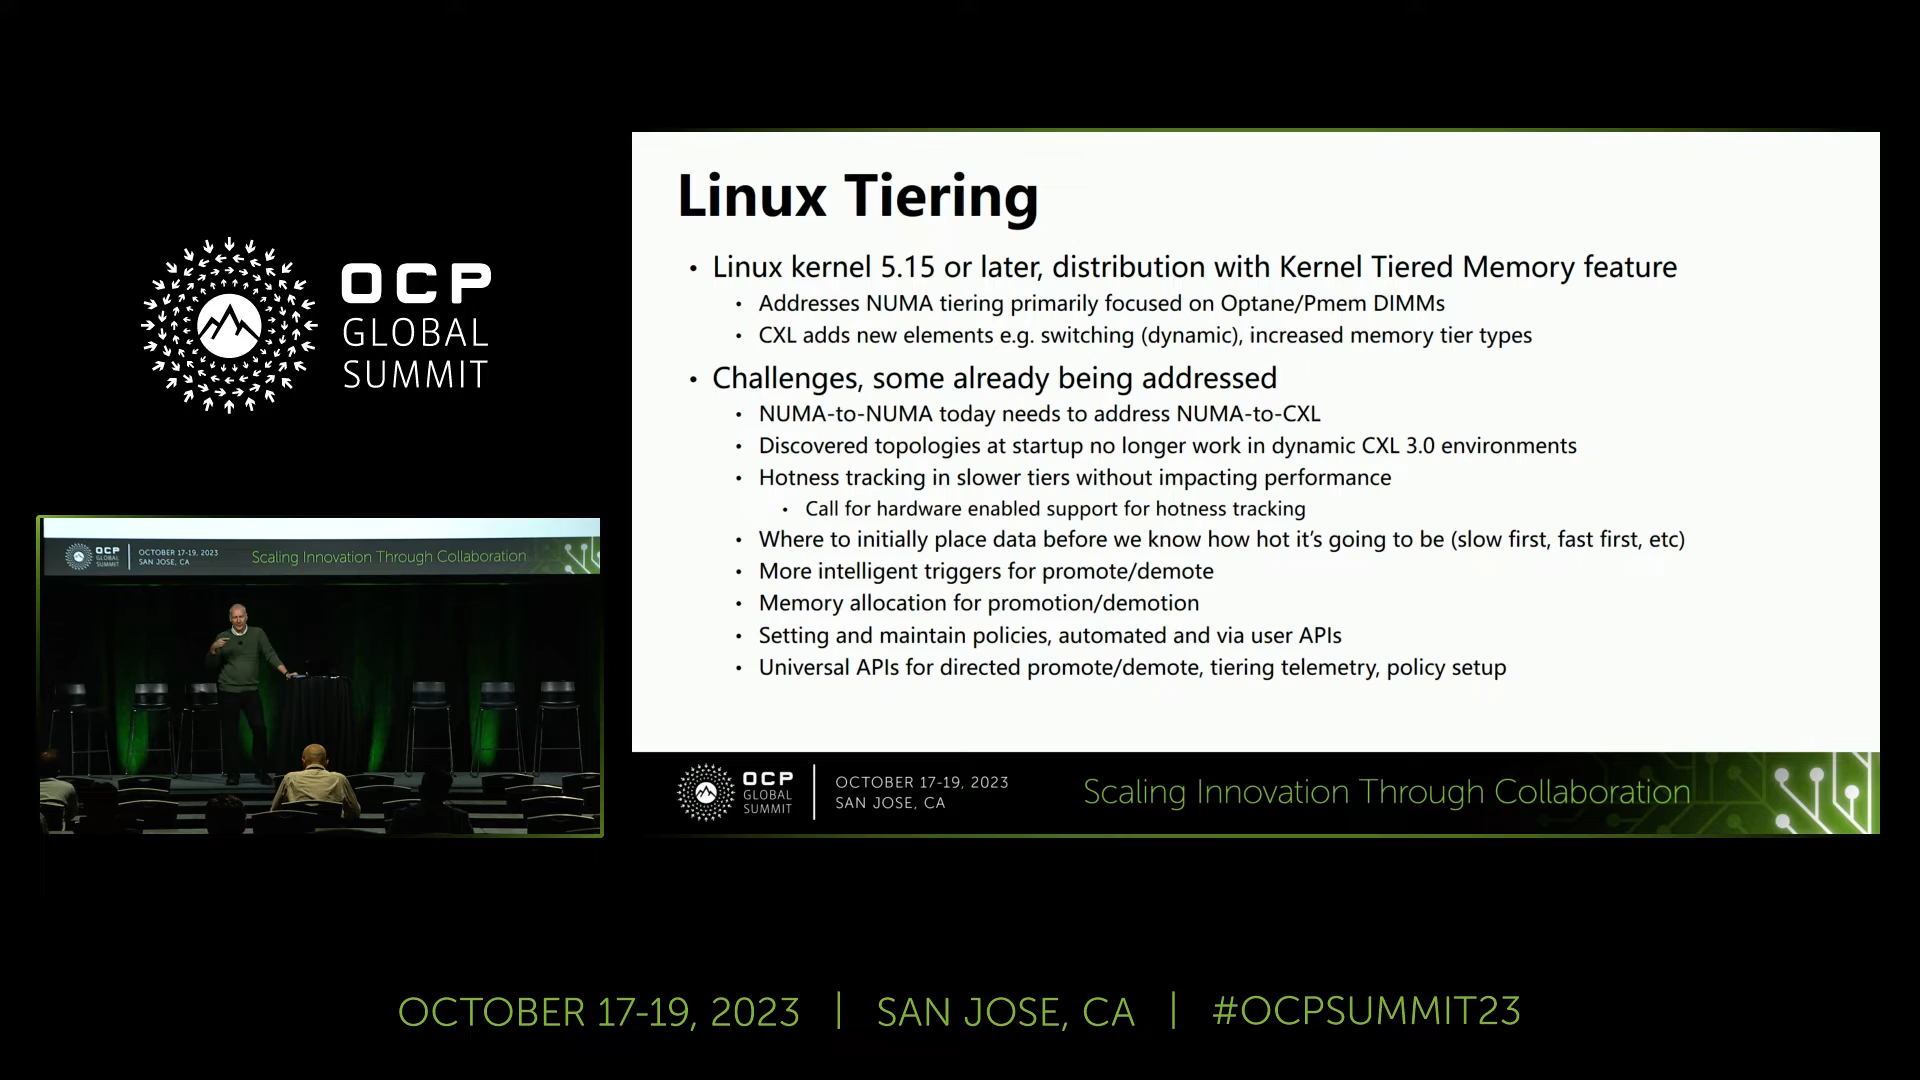 OCP
GLOBAL
SUMMIT
Linux Tiering
• Linux kernel 5.15 or later, distribution with Kernel Tiered Memory feature
• Addresses NUMA tiering primarily focused on Optane/Pmem DIMMs
• CXL adds new elements e.g. switching (dynamic), increased memory tier types
• Challenges, some already being addressed
• NUMA-to-NUMA today needs to address NUMA-to-CXL
• Discovered topologies at startup no longer work in dynamic CXL 3.0 environments
• Hotness tracking in slower tiers without impacting performance
• Call for hardware enabled support for hotness tracking
• Where to initially place data before we know how hot it's going to be (slow first, fast first, etc)
• More intelligent triggers for promote/demote
• Memory allocation for promotion/demotion
• Setting and maintain policies, automated and via user APIs
• Universal APIs for directed promote/demote, tiering telemetry, policy setup
OCP
GLOBAL
SUMMIT
OCTOBER 17-19, 2023
SAN JOSE, CA
Scaling Innovation Through Collaboration
OCP
GLOBAL
SUMMIT
OCTOBER 17-19, 2023
SAN JOSE, CA
Scaling Innovation Through Collaboration
OCTOBER 17-19, 2023 | SAN JOSE, CA | #OCPSUMMIT23